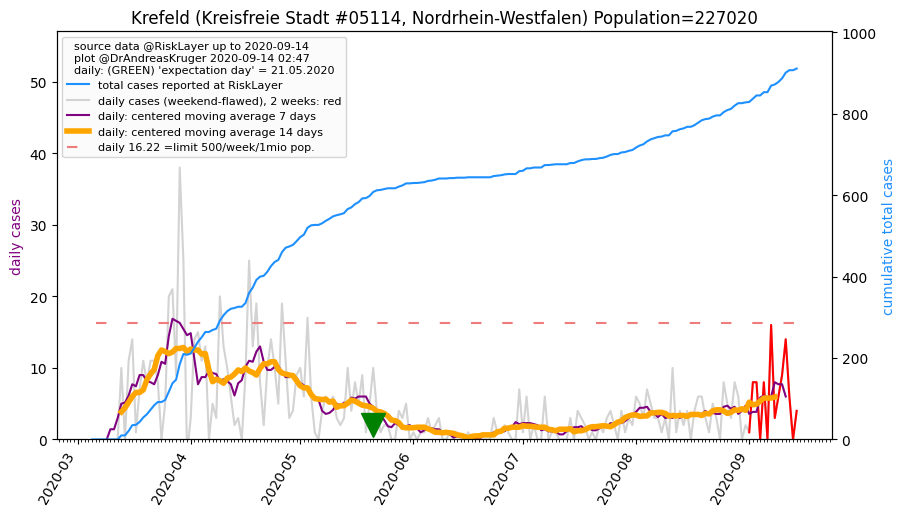 Krefeld (Kreisfreie Stadt #05114, Nordrhein-Westfalen) Population=227020
source data @RiskLayer up to 2020-09-14
plot @DrAndreasKruger 2020-09-14 02:47
daily: (GREEN) 'expectation day' = 21.05.2020
total cases reported at RiskLayer
daily cases (weekend-flawed), 2 weeks: red
daily: centered moving average 7 days
daily: centered moving average 14 days
daily 16.22 =limit 500/week/1mio pop.
daily cases
50
40
30
20
10
0
cumulative total cases
1000
800
600
400
200
0
2020-03
2020-04
2020-05
2020-06
2020-07
2020-08
2020-09